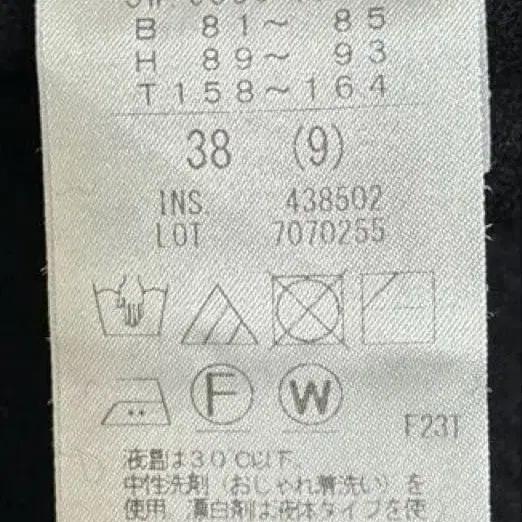 B 81~ 85
H 89~ 93
T158~164
38 (9)
INS. 438502
LOT 7070255
F W
F231
液温は30℃以下。
中性洗剤（おしゃれ着洗い）を
使用。漂白剤は液体タイプを使